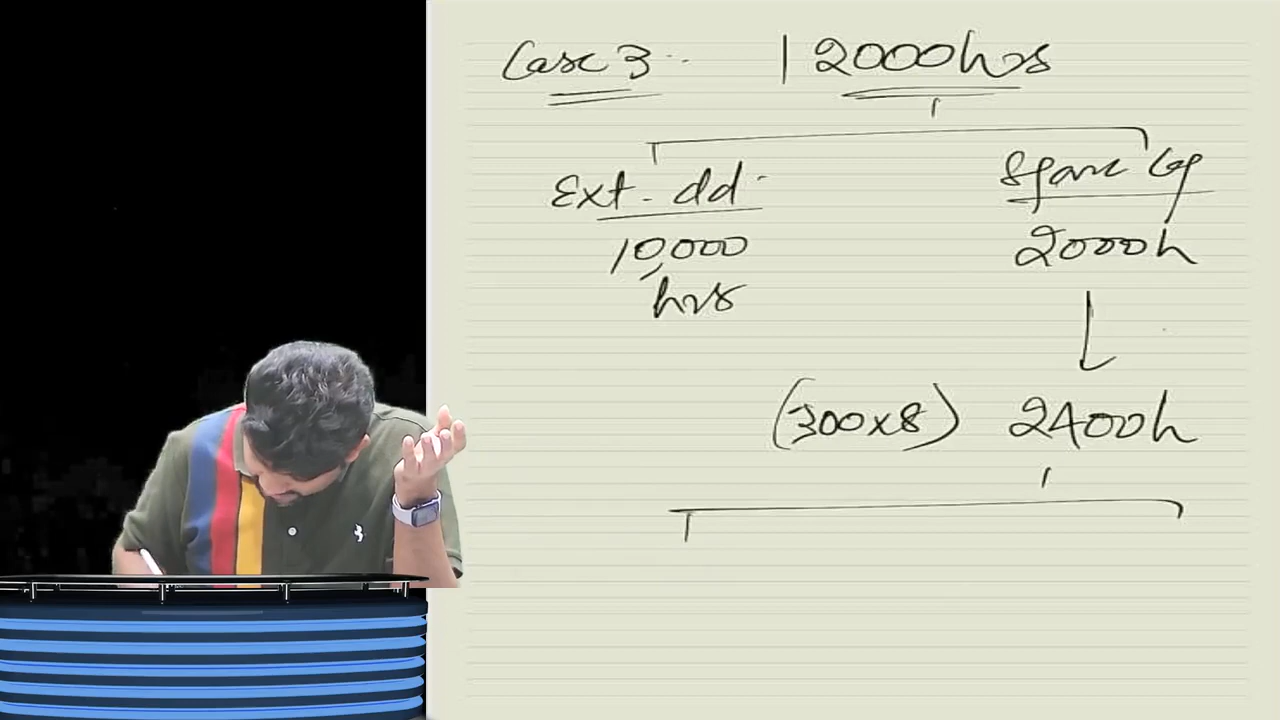 Case 3.. 12000hrs
Ext. dd. Spare Cap
10,000 2000h
hrs
(300x8) 2400h